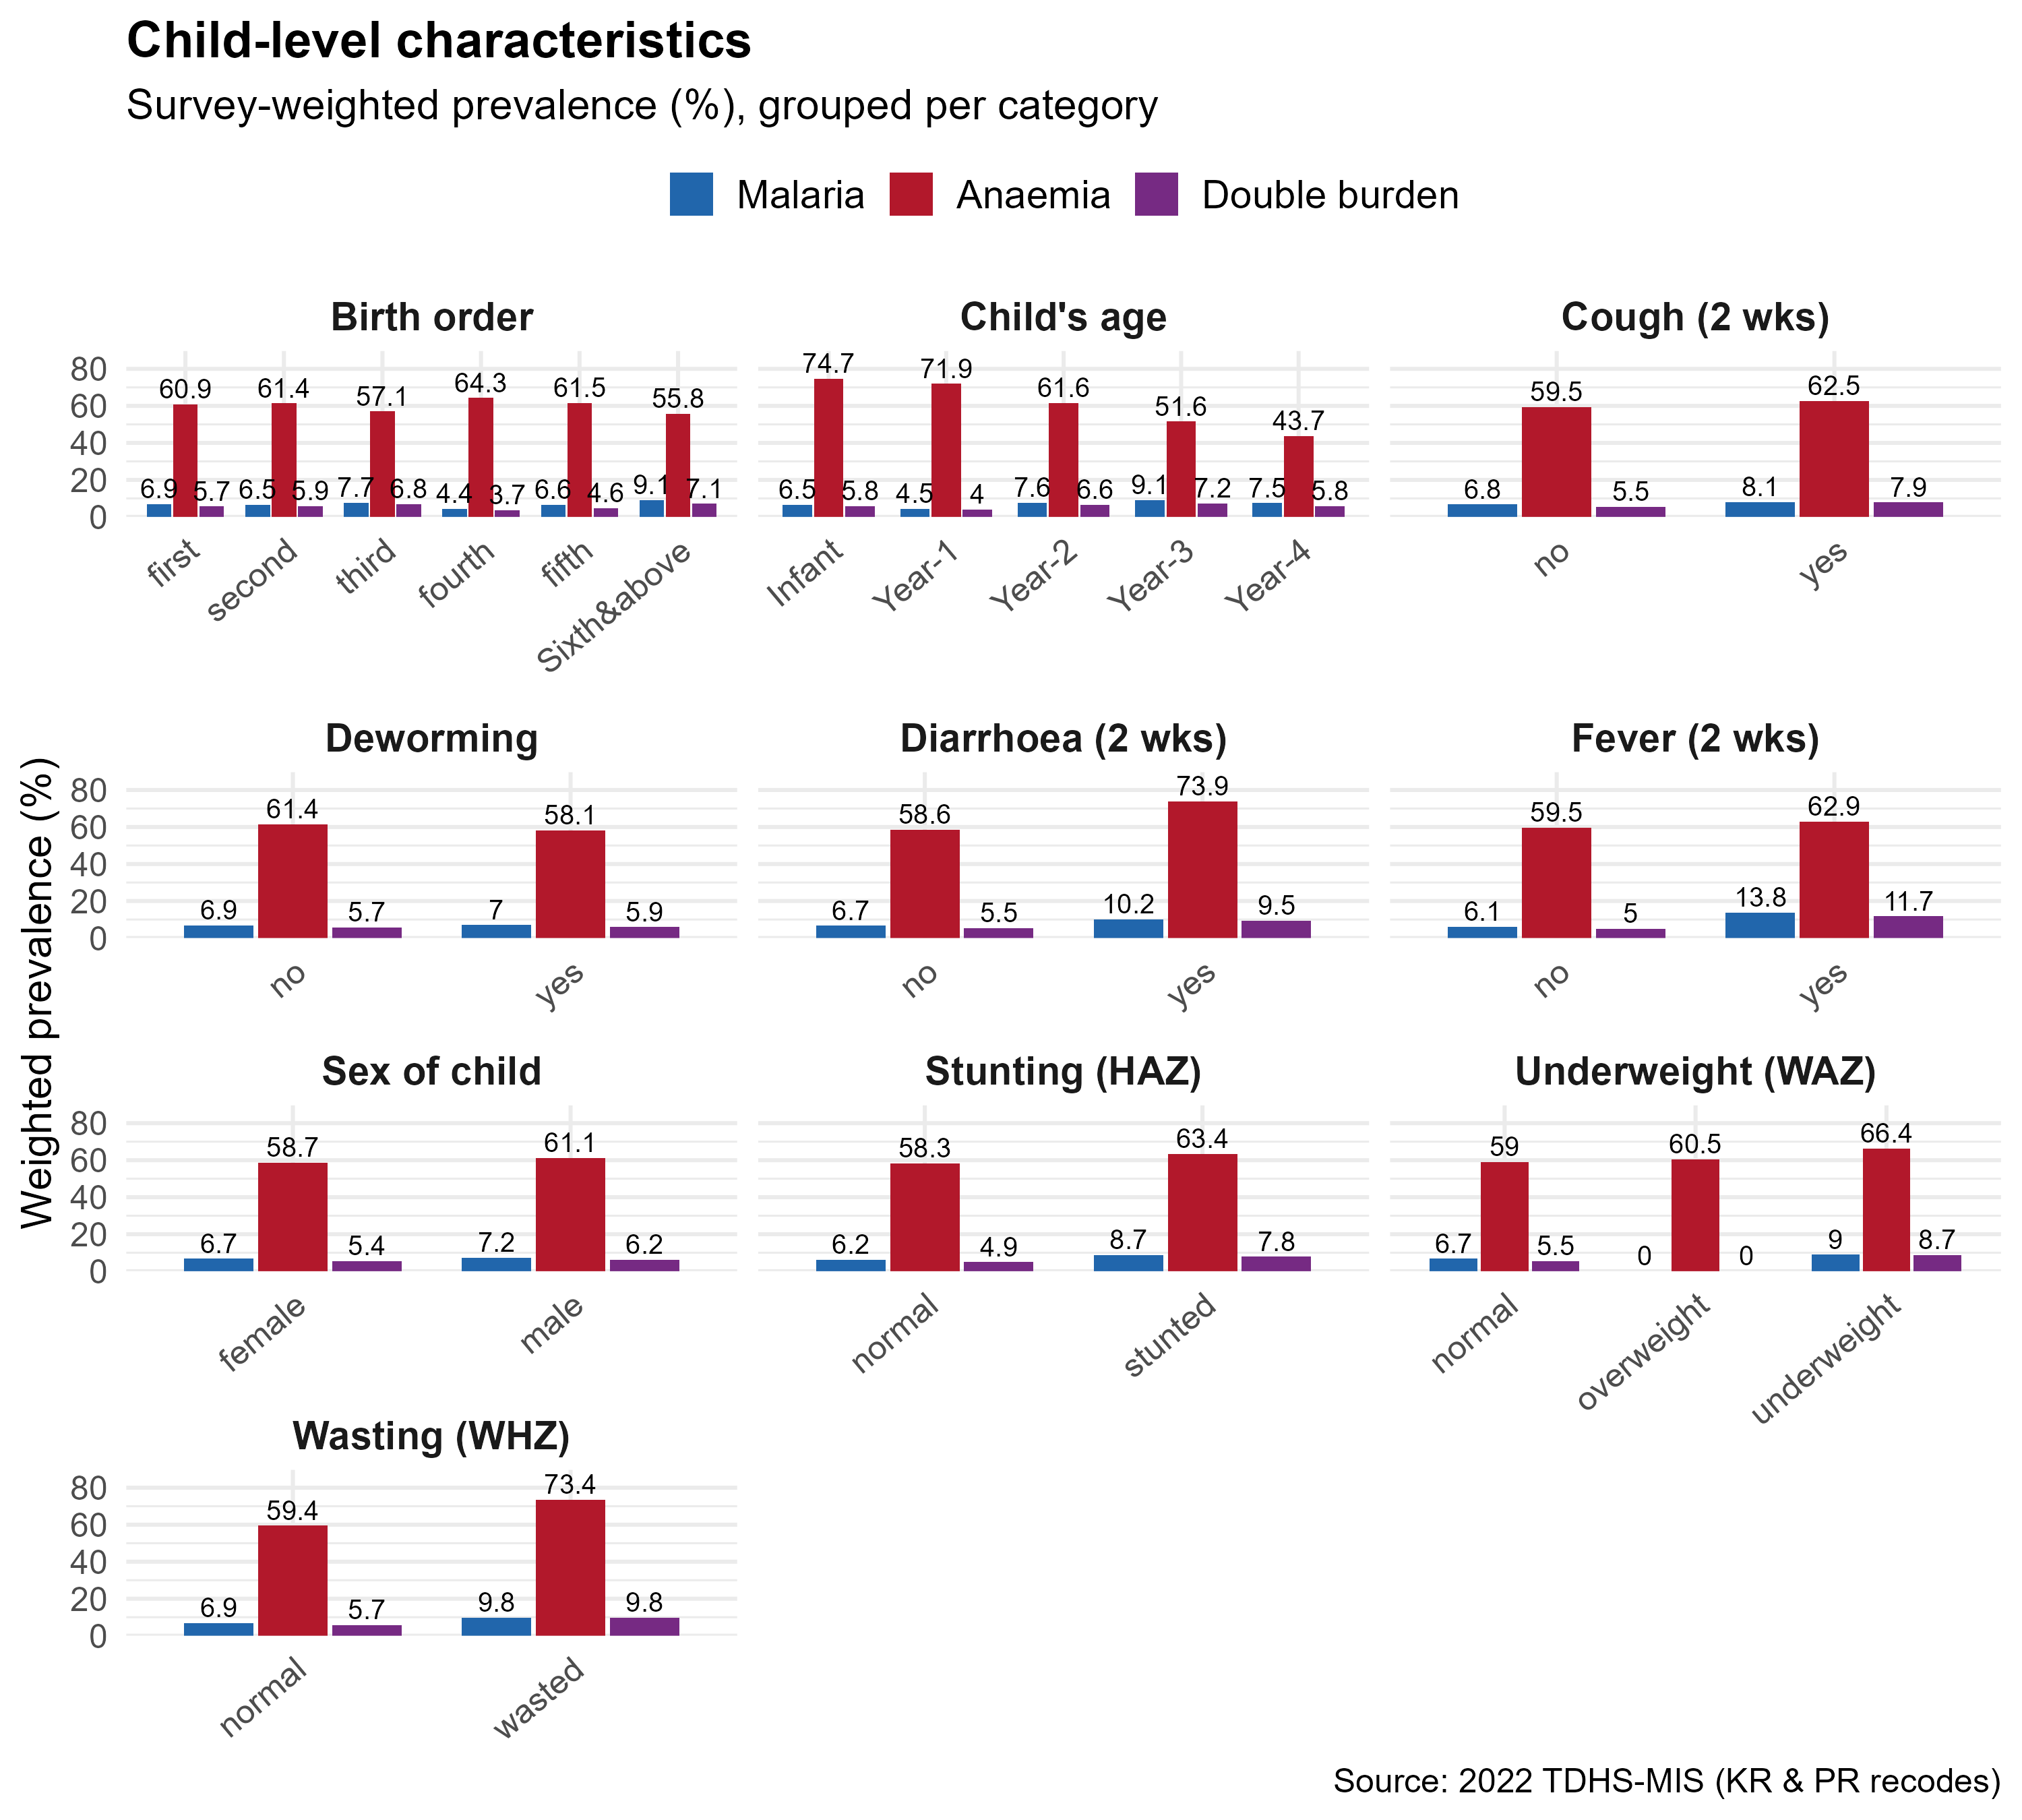 Child-level characteristics
Survey-weighted prevalence (%), grouped per category
Malaria Anaemia Double burden
Birth order Child's age Cough (2 wks)
80
60
40
20
0
6.9 60.9 5.7 6.5 61.4 5.9 7.7 57.1 6.8 4.4 64.3 3.7 6.6 61.5 4.6 9.1 55.8 7.1
6.5 74.7 5.8 4.5 71.9 4 7.6 61.6 6.6 9.1 51.6 7.2 7.5 43.7 5.8
6.8 59.5 5.5 8.1 62.5 7.9
first second third fourth fifth Sixth&above
Infant Year-1 Year-2 Year-3 Year-4
no yes
Weighted prevalence (%)
Deworming Diarrhoea (2 wks) Fever (2 wks)
80
60
40
20
0
6.9 61.4 5.7 7 58.1 5.9
6.7 58.6 5.5 10.2 73.9 9.5
6.1 59.5 5 13.8 62.9 11.7
no yes
no yes
no yes
Sex of child Stunting (HAZ) Underweight (WAZ)
80
60
40
20
0
6.7 58.7 5.4 7.2 61.1 6.2
6.2 58.3 4.9 8.7 63.4 7.8
6.7 59 5.5 0 60.5 0 9 66.4 8.7
female male
normal stunted
normal overweight underweight
Wasting (WHZ)
80
60
40
20
0
6.9 59.4 5.7 9.8 73.4 9.8
normal wasted
Source: 2022 TDHS-MIS (KR & PR recodes)